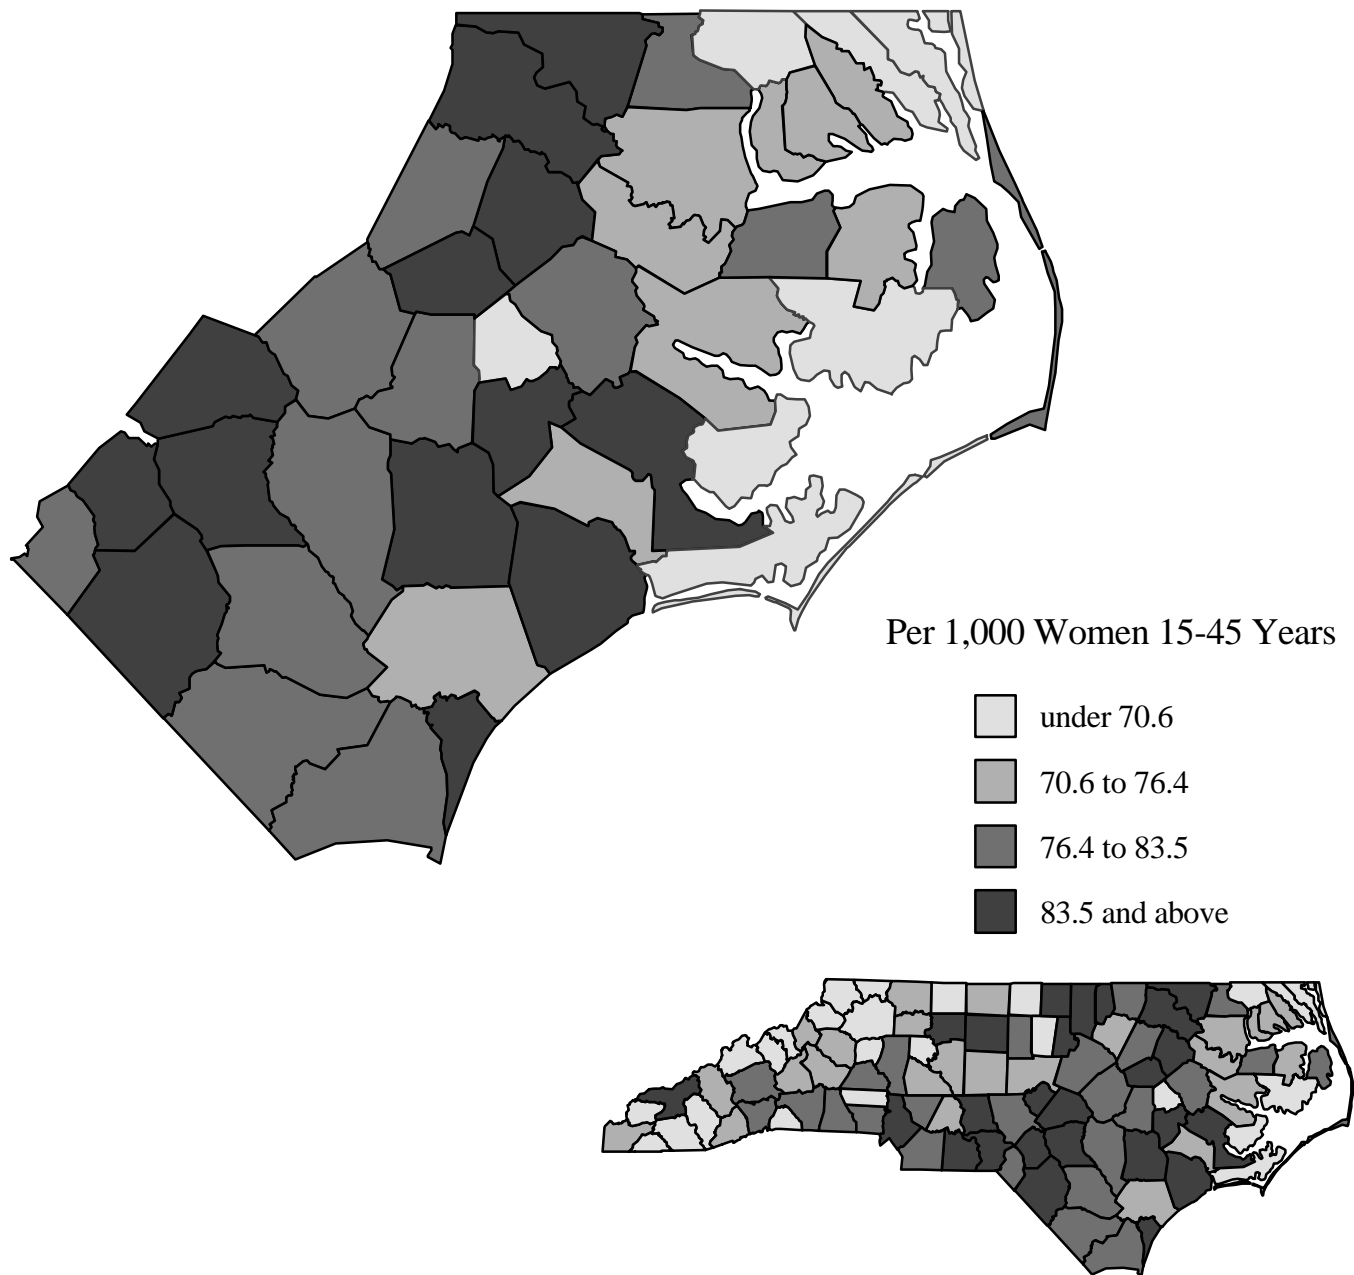 Per 1,000 Women 15-45 Years
under 70.6
70.6 to 76.4
76.4 to 83.5
83.5 and above